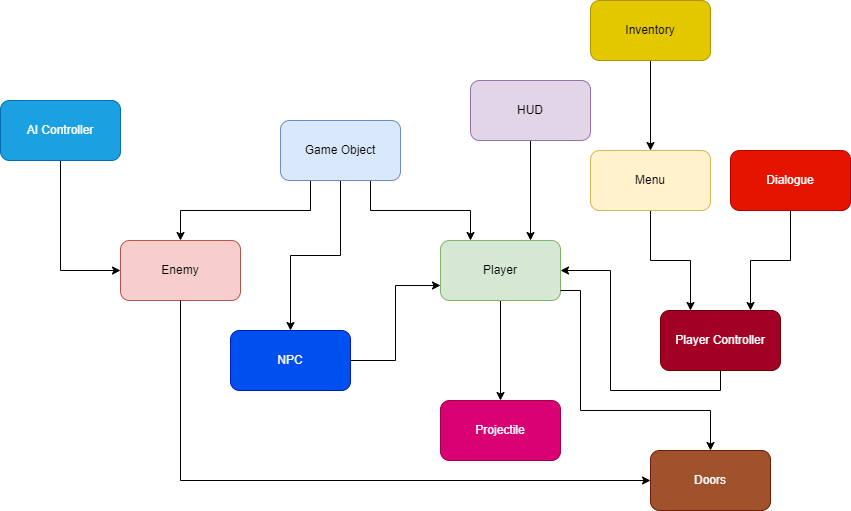 Inventory
HUD
AI Controller
Game Object
Menu
Dialogue
Enemy
Player
NPC
Player Controller
Projectile
Doors